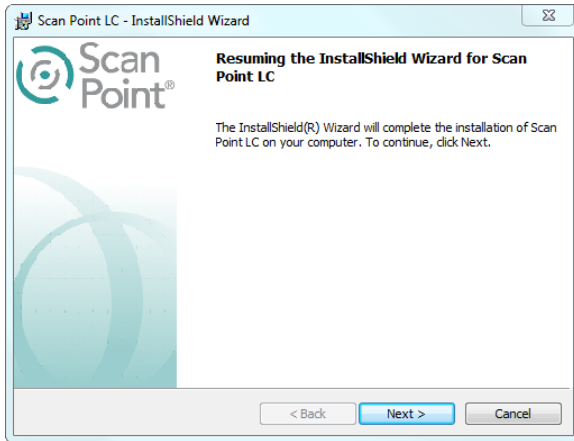 Scan Point LC - InstallShield Wizard
Scan
Point®
Resuming the InstallShield Wizard for Scan
Point LC
The InstallShield(R) Wizard will complete the installation of Scan
Point LC on your computer. To continue, click Next.
< Back Next > Cancel